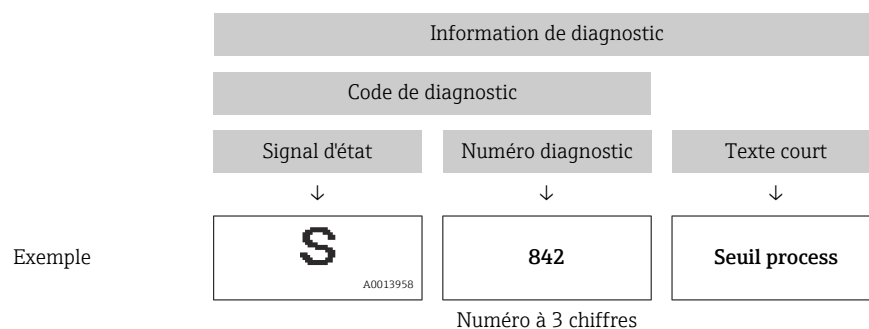 Information de diagnostic
Code de diagnostic
Signal d'état Numéro diagnostic Texte court
↓ ↓ ↓
Exemple S 842 Seuil process
A0013958
Numéro à 3 chiffres